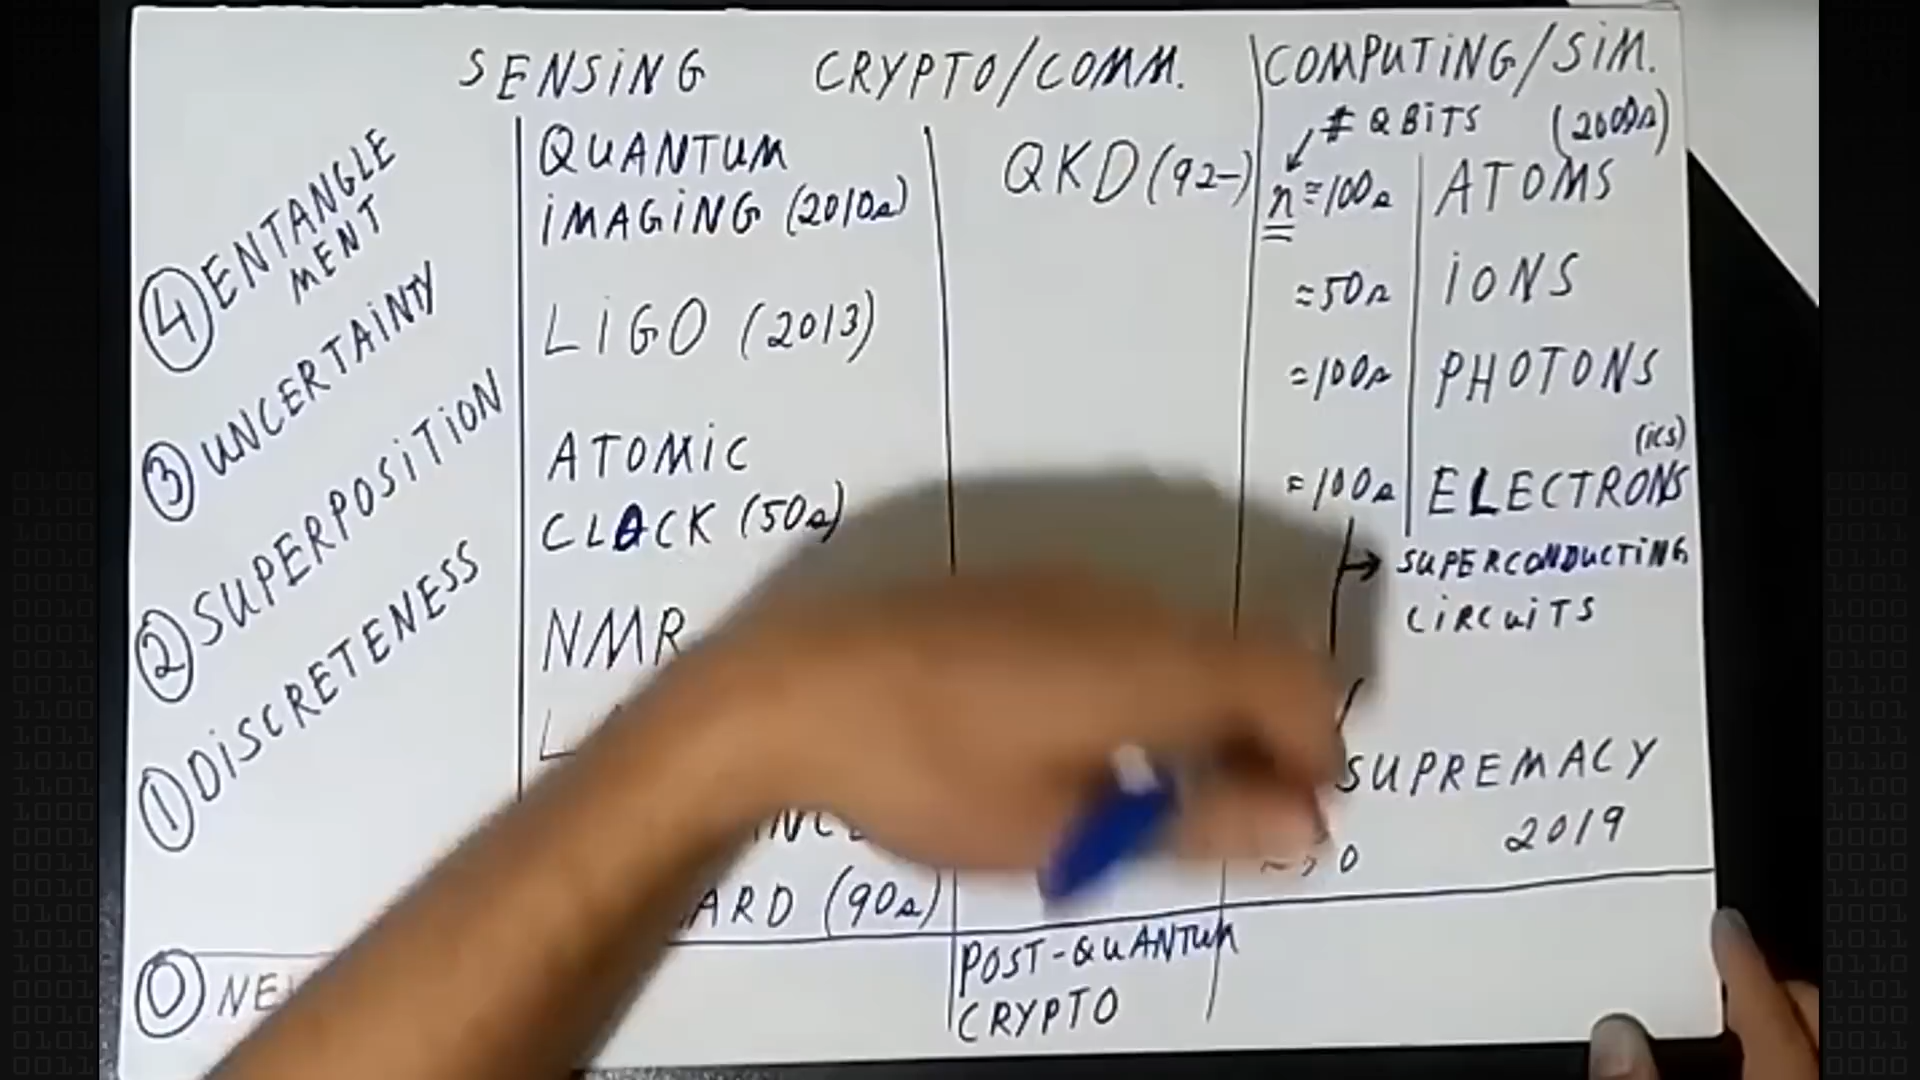 SENSiNG CRYPTO/COMM. COMPUTiNG/SiM.
④ ENTANGLE
MENT
③ UNCERTAiNTY
② SUPERPOSiTiON
① DiSCRETENESS
⓪
QUANTUM
iMAGiNG (2010s)
LiGO (2013)
ATOMiC
CLOCK (50s)
NMR
ARD (90s)
QKD (92-)
POST-QUANTUM
CRYPTO
# QBiTS (2000s)
n ≈100s ATOMS
≈50s iONS
≈100s PHOTONS
(ics)
≈100s ELECTRONS
SUPERCONDUCTiNG
CiRCUiTS
SUPREMACY
2019